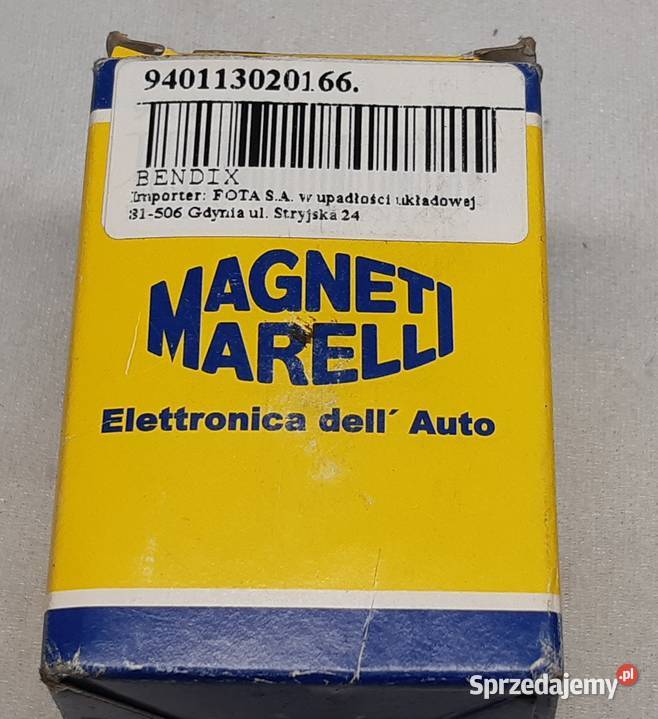 940113020166.
BENDIX
Importer: FOTA S.A. w upadłości układowej
81-506 Gdynia ul. Stryjska 24
MAGNETI
MARELLI
Elettronica dell´ Auto
Sprzedajemy.pl